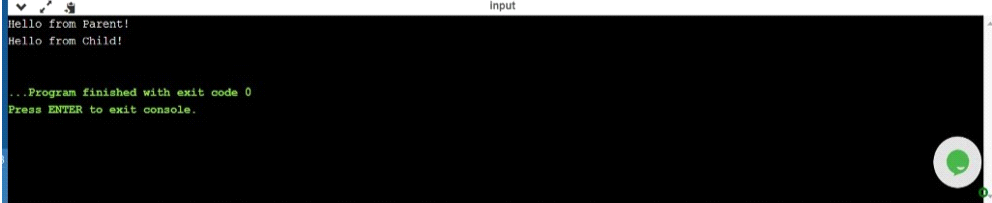 input
Hello from Parent!
Hello from Child!
...Program finished with exit code 0
Press ENTER to exit console.